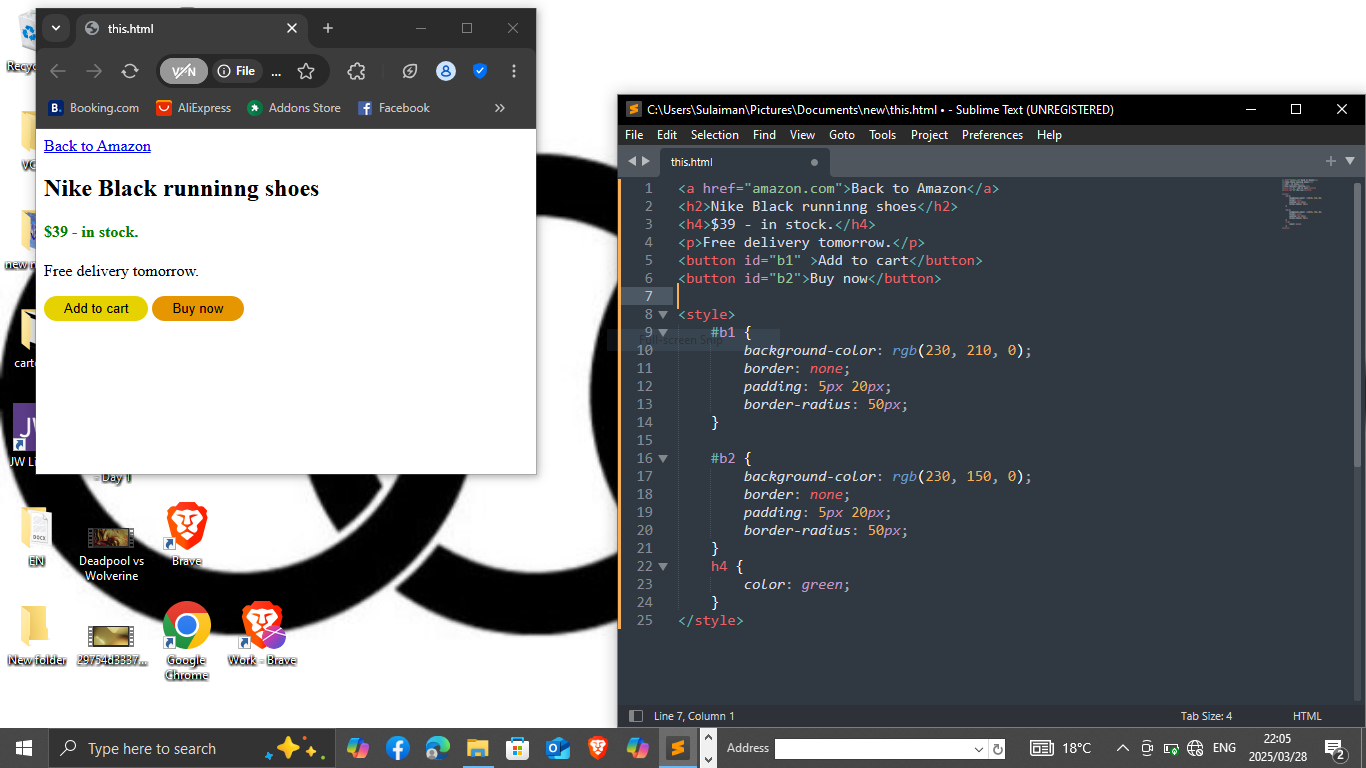 this.html
File
...
Booking.com
AliExpress
Addons Store
Facebook
Back to Amazon
Nike Black runninng shoes
$39 - in stock.
Free delivery tomorrow.
Add to cart
Buy now
- Day 1
EN
DOCX
Deadpool vs
Wolverine
Brave
New folder
29754d3337...
Google
Chrome
Work - Brave
C:\Users\Sulaiman\Pictures\Documents\new\this.html • - Sublime Text (UNREGISTERED)
File Edit Selection Find View Goto Tools Project Preferences Help
this.html
1 <a href="amazon.com">Back to Amazon</a>
2 <h2>Nike Black runninng shoes</h2>
3 <h4>$39 - in stock.</h4>
4 <p>Free delivery tomorrow.</p>
5 <button id="b1" >Add to cart</button>
6 <button id="b2">Buy now</button>
7
8 <style>
9 #b1 {
10 background-color: rgb(230, 210, 0);
11 border: none;
12 padding: 5px 20px;
13 border-radius: 50px;
14 }
15
16 #b2 {
17 background-color: rgb(230, 150, 0);
18 border: none;
19 padding: 5px 20px;
20 border-radius: 50px;
21 }
22 h4 {
23 color: green;
24 }
25 </style>
Full-screen Snip
Line 7, Column 1
Tab Size: 4
HTML
Type here to search
Address
18°C
ENG
22:05
2025/03/28
2